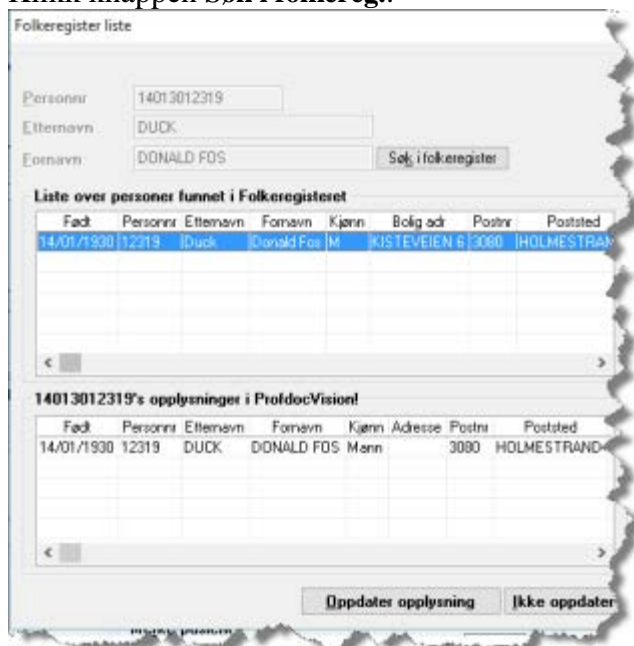 Folkeregister liste
Personnr 14013012319
Etternavn DUCK
Fornavn DONALD FOS Søk i folkeregister
Liste over personer funnet i Folkeregisteret
Født Personnr Etternavn Fornavn Kjønn Bolig adr Postnr Poststed
14/01/1930 12319 Duck Donald Fos M KISTEVEIEN 6 3080 HOLMESTRAN
14013012319's opplysninger i ProfdocVision!
Født Personnr Etternavn Fornavn Kjønn Adresse Postnr Poststed
14/01/1930 12319 DUCK DONALD FOS Mann 3080 HOLMESTRAND
Oppdater opplysning Ikke oppdater